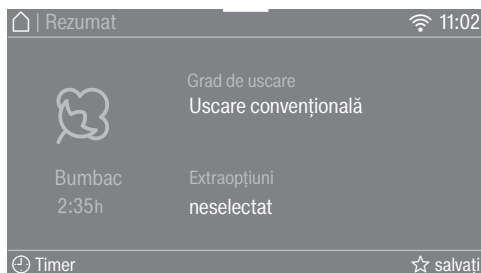 | Rezumat
11:02
Grad de uscare
Uscare convențională
Bumbac
2:35h
Extraopțiuni
neselectat
Timer
salvați